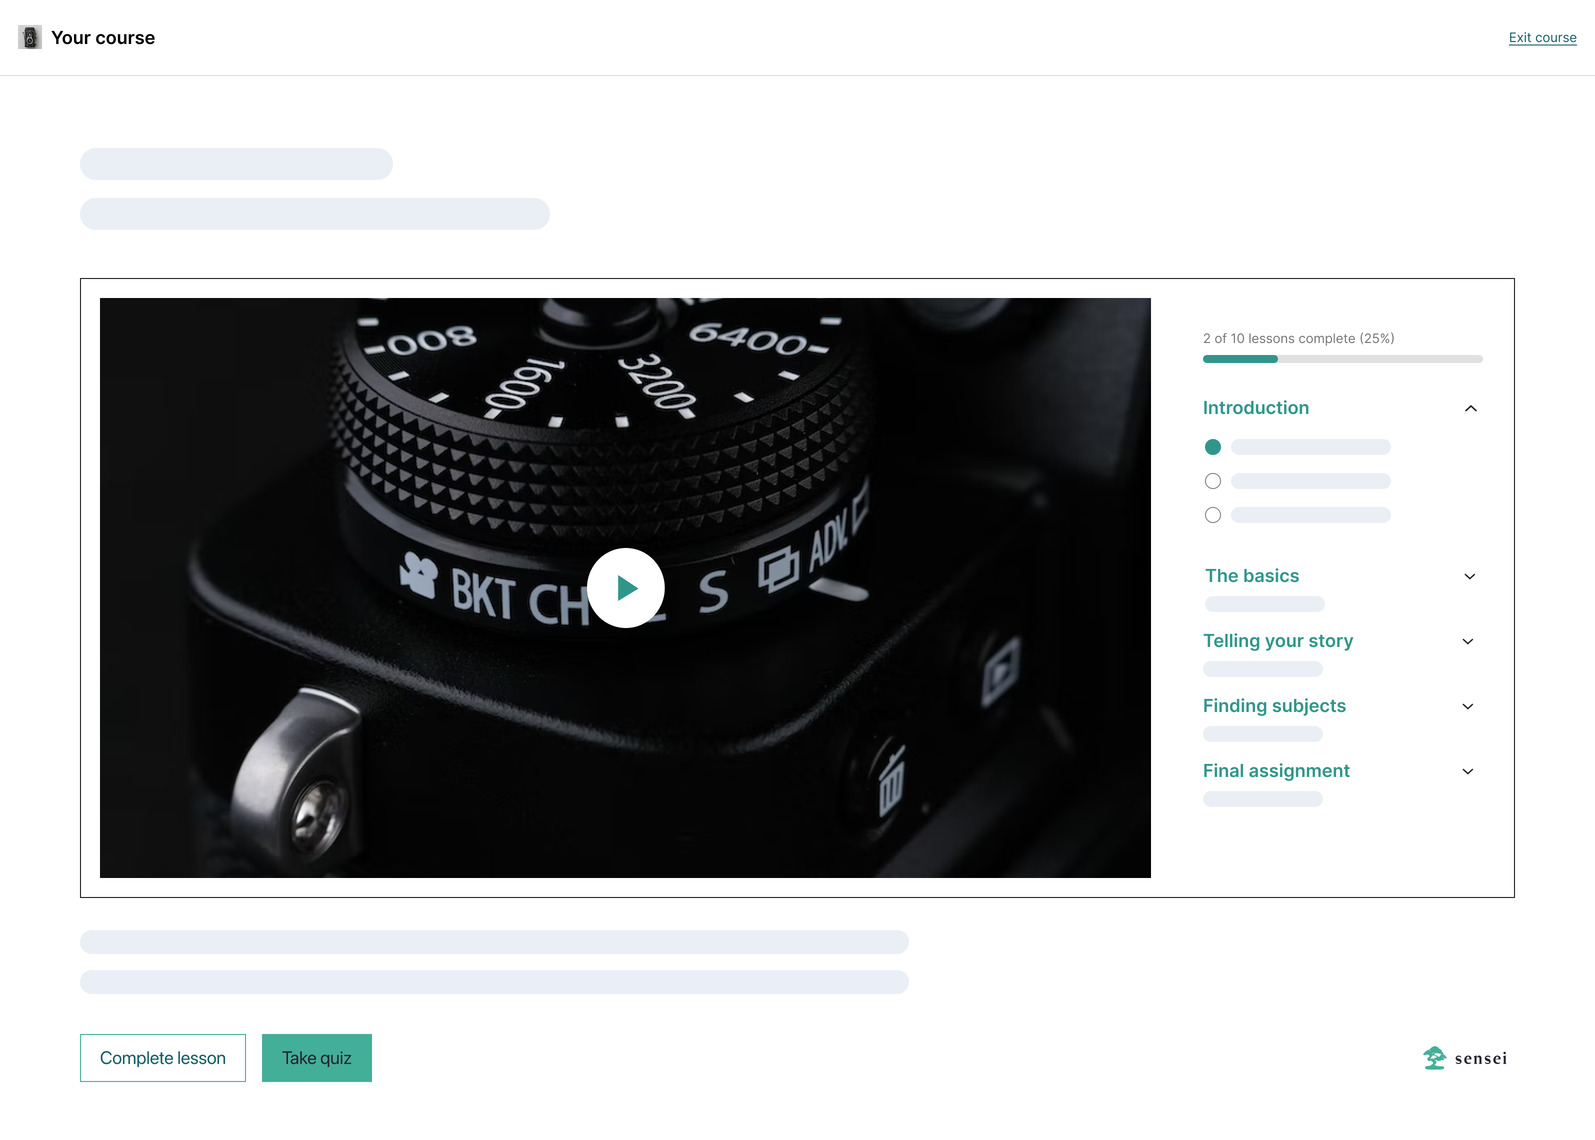 Your course
Exit course
800
1600
3200
6400
BKT CH
S
ADV.
2 of 10 lessons complete (25%)
Introduction
The basics
Telling your story
Finding subjects
Final assignment
Complete lesson
Take quiz
sensei